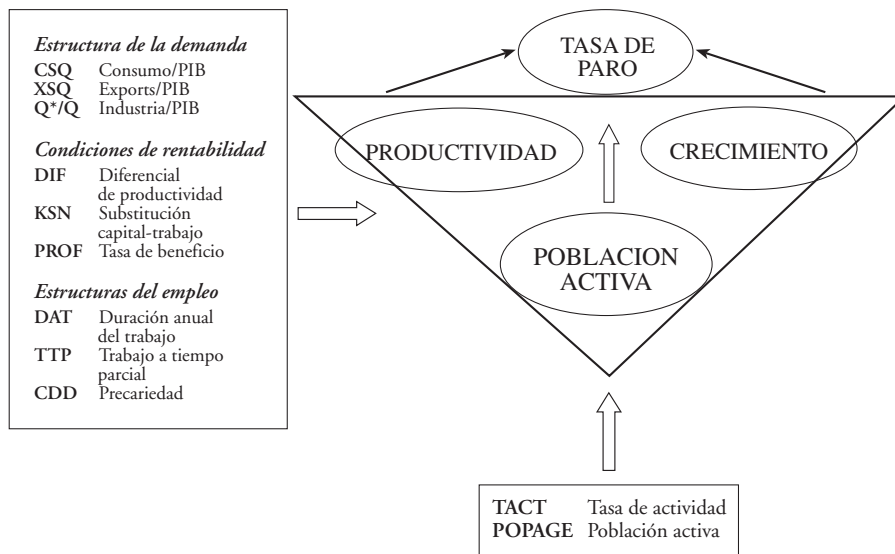 Estructura de la demanda
CSQ Consumo/PIB
XSQ Exports/PIB
Q*/Q Industria/PIB
Condiciones de rentabilidad
DIF Diferencial
de productividad
KSN Substitución
capital-trabajo
PROF Tasa de beneficio
Estructuras del empleo
DAT Duración anual
del trabajo
TTP Trabajo a tiempo
parcial
CDD Precariedad
TASA DE
PARO
PRODUCTIVIDAD
CRECIMIENTO
POBLACION
ACTIVA
TACT Tasa de actividad
POPAGE Población activa